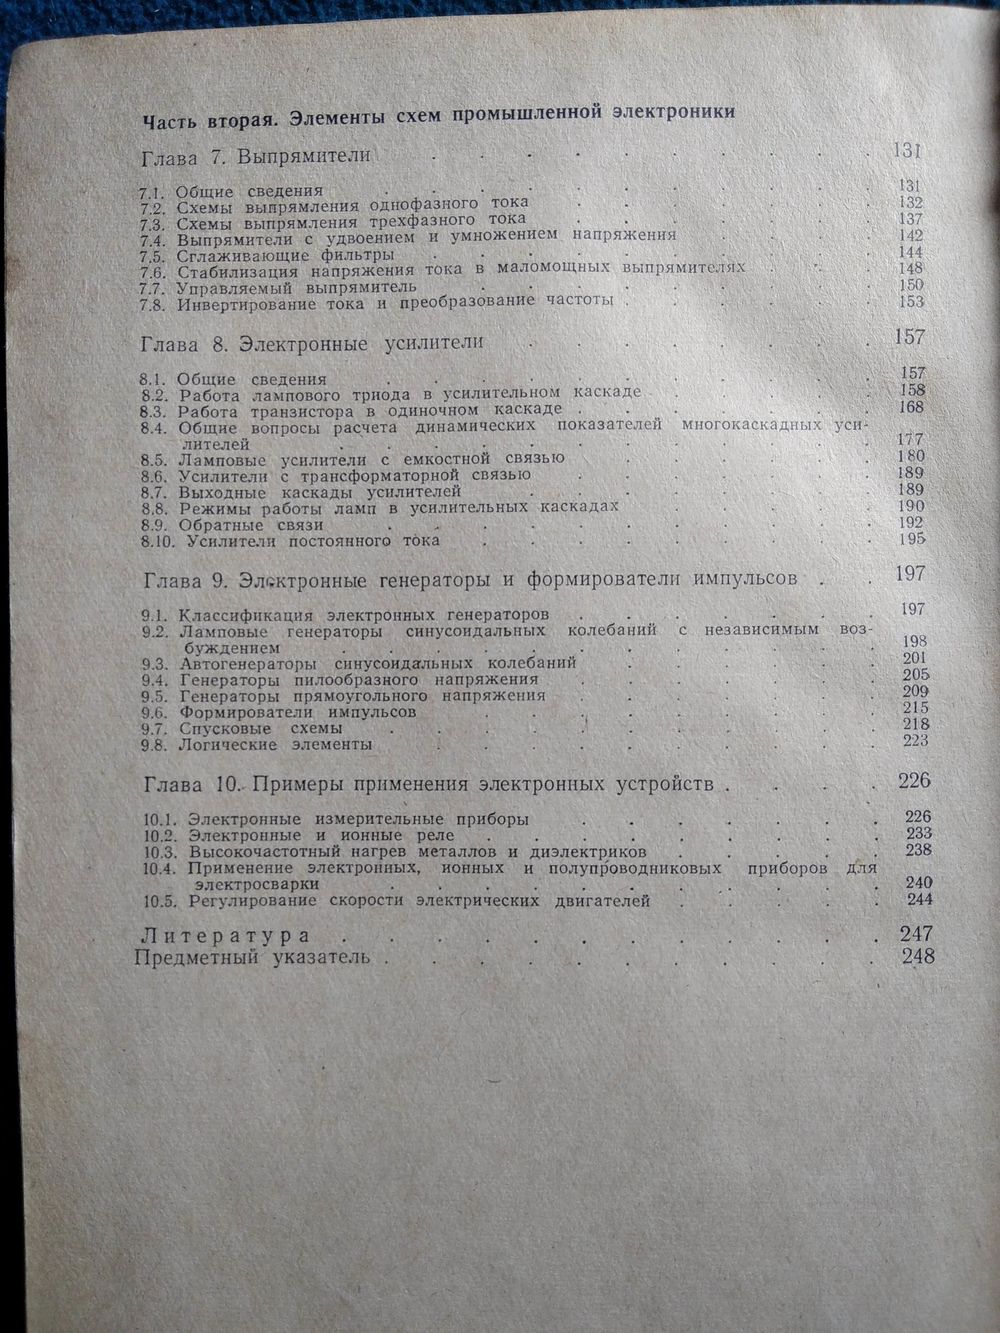 Часть вторая. Элементы схем промышленной электроники
Глава 7. Выпрямители . . . . . . . . . . 131
7.1. Общие сведения . . . . . . . . . . . 131
7.2. Схемы выпрямления однофазного тока . . . . . . . 132
7.3. Схемы выпрямления трехфазного тока . . . . . . . 137
7.4. Выпрямители с удвоением и умножением напряжения . . . . 142
7.5. Сглаживающие фильтры . . . . . . . . . . 144
7.6. Стабилизация напряжения тока в маломощных выпрямителях . . . 148
7.7. Управляемый выпрямитель . . . . . . . . . 150
7.8. Инвертирование тока и преобразование частоты . . . . . . 153
Глава 8. Электронные усилители . . . . . . . . 157
8.1. Общие сведения . . . . . . . . . . . 157
8.2. Работа лампового триода в усилительном каскаде . . . . . 158
8.3. Работа транзистора в одиночном каскаде . . . . . . . 168
8.4. Общие вопросы расчета динамических показателей многокаскадных уси-
лителей . . . . . . . . . . . . 177
8.5. Ламповые усилители с емкостной связью . . . . . . . 180
8.6. Усилители с трансформаторной связью . . . . . . . 189
8.7. Выходные каскады усилителей . . . . . . . . 189
8.8. Режимы работы ламп в усилительных каскадах . . . . . 190
8.9. Обратные связи . . . . . . . . . . . 192
8.10. Усилители постоянного тока . . . . . . . . . 195
Глава 9. Электронные генераторы и формирователи импульсов . . 197
9.1. Классификация электронных генераторов . . . . . . . 197
9.2. Ламповые генераторы синусоидальных колебаний с независимым воз-
буждением . . . . . . . . . . . . 198
9.3. Автогенераторы синусоидальных колебаний . . . . . . 201
9.4. Генераторы пилообразного напряжения . . . . . . . 205
9.5. Генераторы прямоугольного напряжения . . . . . . 209
9.6. Формирователи импульсов . . . . . . . . . 215
9.7. Спусковые схемы . . . . . . . . . . . 218
9.8. Логические элементы . . . . . . . . . . 223
Глава 10. Примеры применения электронных устройств . . . . 226
10.1. Электронные измерительные приборы . . . . . . . 226
10.2. Электронные и ионные реле . . . . . . . . . 233
10.3. Высокочастотный нагрев металлов и диэлектриков . . . . . 238
10.4. Применение электронных, ионных и полупроводниковых приборов для
электросварки . . . . . . . . . . . 240
10.5. Регулирование скорости электрических двигателей . . . . . 244
Литература . . . . . . . . . . . . 247
Предметный указатель . . . . . . . . . . . 248